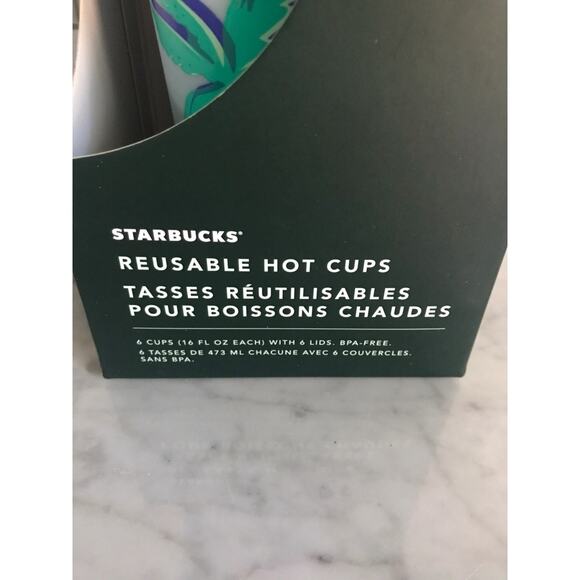 STARBUCKS®
REUSABLE HOT CUPS
TASSES RÉUTILISABLES
POUR BOISSONS CHAUDES
6 CUPS (16 FL OZ EACH) WITH 6 LIDS. BPA-FREE.
6 TASSES DE 473 ML CHACUNE AVEC 6 COUVERCLES.
SANS BPA.